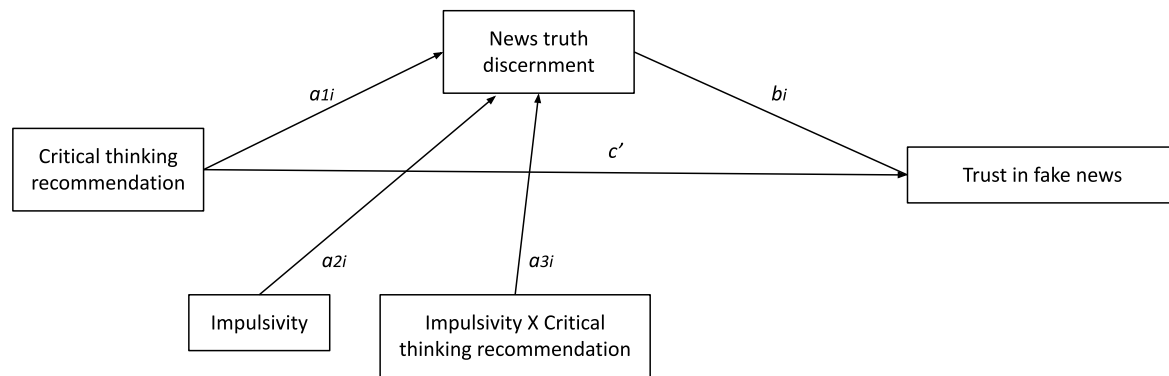 News truth
discernment
a1i
bi
Critical thinking
recommendation
c’
Trust in fake news
a2i
a3i
Impulsivity
Impulsivity X Critical
thinking recommendation